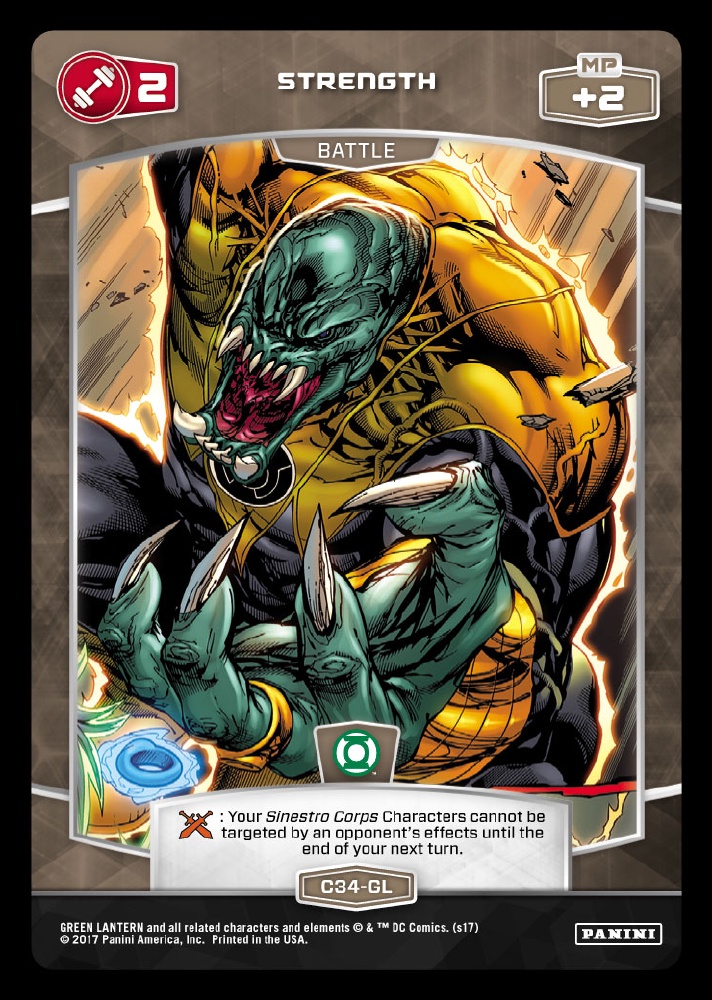 2
STRENGTH
MP
+2
BATTLE
: Your Sinestro Corps Characters cannot be
targeted by an opponent's effects until the
end of your next turn.
C34-GL
GREEN LANTERN and all related characters and elements © & ™ DC Comics. (s17)
© 2017 Panini America, Inc. Printed in the USA.
PANINI